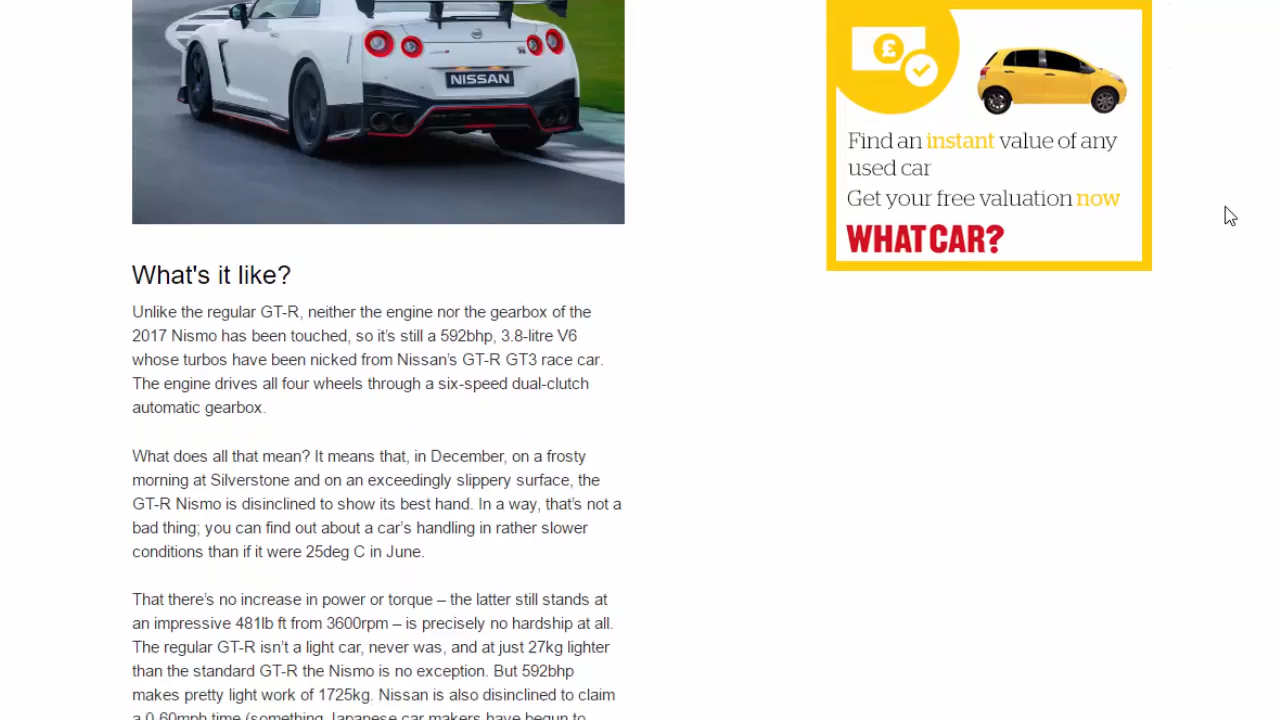 NISSAN
What's it like?
Unlike the regular GT-R, neither the engine nor the gearbox of the
2017 Nismo has been touched, so it’s still a 592bhp, 3.8-litre V6
whose turbos have been nicked from Nissan’s GT-R GT3 race car.
The engine drives all four wheels through a six-speed dual-clutch
automatic gearbox.
What does all that mean? It means that, in December, on a frosty
morning at Silverstone and on an exceedingly slippery surface, the
GT-R Nismo is disinclined to show its best hand. In a way, that’s not a
bad thing; you can find out about a car’s handling in rather slower
conditions than if it were 25deg C in June.
That there’s no increase in power or torque – the latter still stands at
an impressive 481lb ft from 3600rpm – is precisely no hardship at all.
The regular GT-R isn’t a light car, never was, and at just 27kg lighter
than the standard GT-R the Nismo is no exception. But 592bhp
makes pretty light work of 1725kg. Nissan is also disinclined to claim
a 0-60mph time (something Japanese car makers have begun to
£
Find an instant value of any
used car
Get your free valuation now
WHAT CAR?